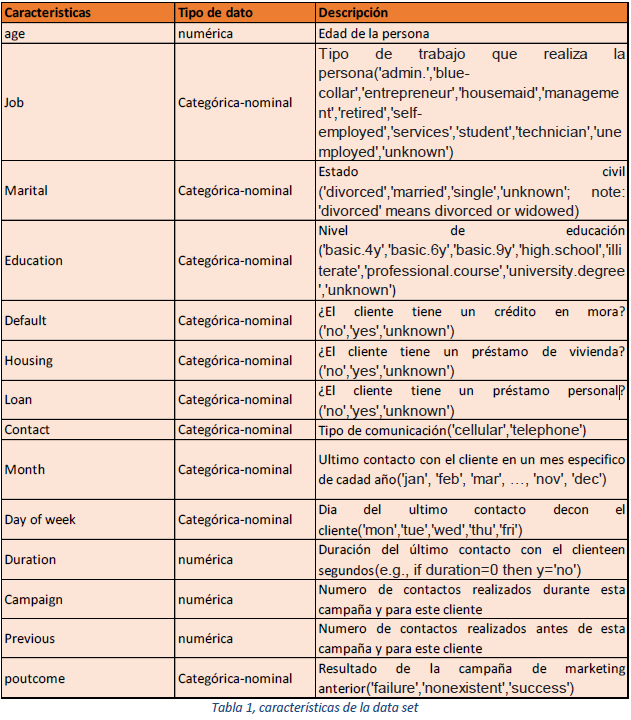 Características Tipo de dato Descripción
age numérica Edad de la persona
Job Categórica-nominal Tipo de trabajo que realiza la
persona('admin.','blue-
collar','entrepreneur','housemaid','manageme
nt','retired','self-
employed','services','student','technician','une
mployed','unknown')
Marital Categórica-nominal Estado civil
('divorced','married','single','unknown'; note:
'divorced' means divorced or widowed)
Education Categórica-nominal Nivel de educación
('basic.4y','basic.6y','basic.9y','high.school','illi
terate','professional.course','university.degree
','unknown')
Default Categórica-nominal ¿El cliente tiene un crédito en mora?
('no','yes','unknown')
Housing Categórica-nominal ¿El cliente tiene un préstamo de vivienda?
('no','yes','unknown')
Loan Categórica-nominal ¿El cliente tiene un préstamo personal?
('no','yes','unknown')
Contact Categórica-nominal Tipo de comunicación('cellular','telephone')
Month Categórica-nominal Ultimo contacto con el cliente en un mes especifico
de cadad año('jan', 'feb', 'mar', …, 'nov', 'dec')
Day of week Categórica-nominal Dia del ultimo contacto decon el
cliente('mon','tue','wed','thu','fri')
Duration numérica Duración del último contacto con el clienteen
segundos(e.g., if duration=0 then y='no')
Campaign numérica Numero de contactos realizados durante esta
campaña y para este cliente
Previous numérica Numero de contactos realizados antes de esta
campaña y para este cliente
poutcome Categórica-nominal Resultado de la campaña de marketing
anterior('failure','nonexistent','success')
Tabla 1, características de la data set